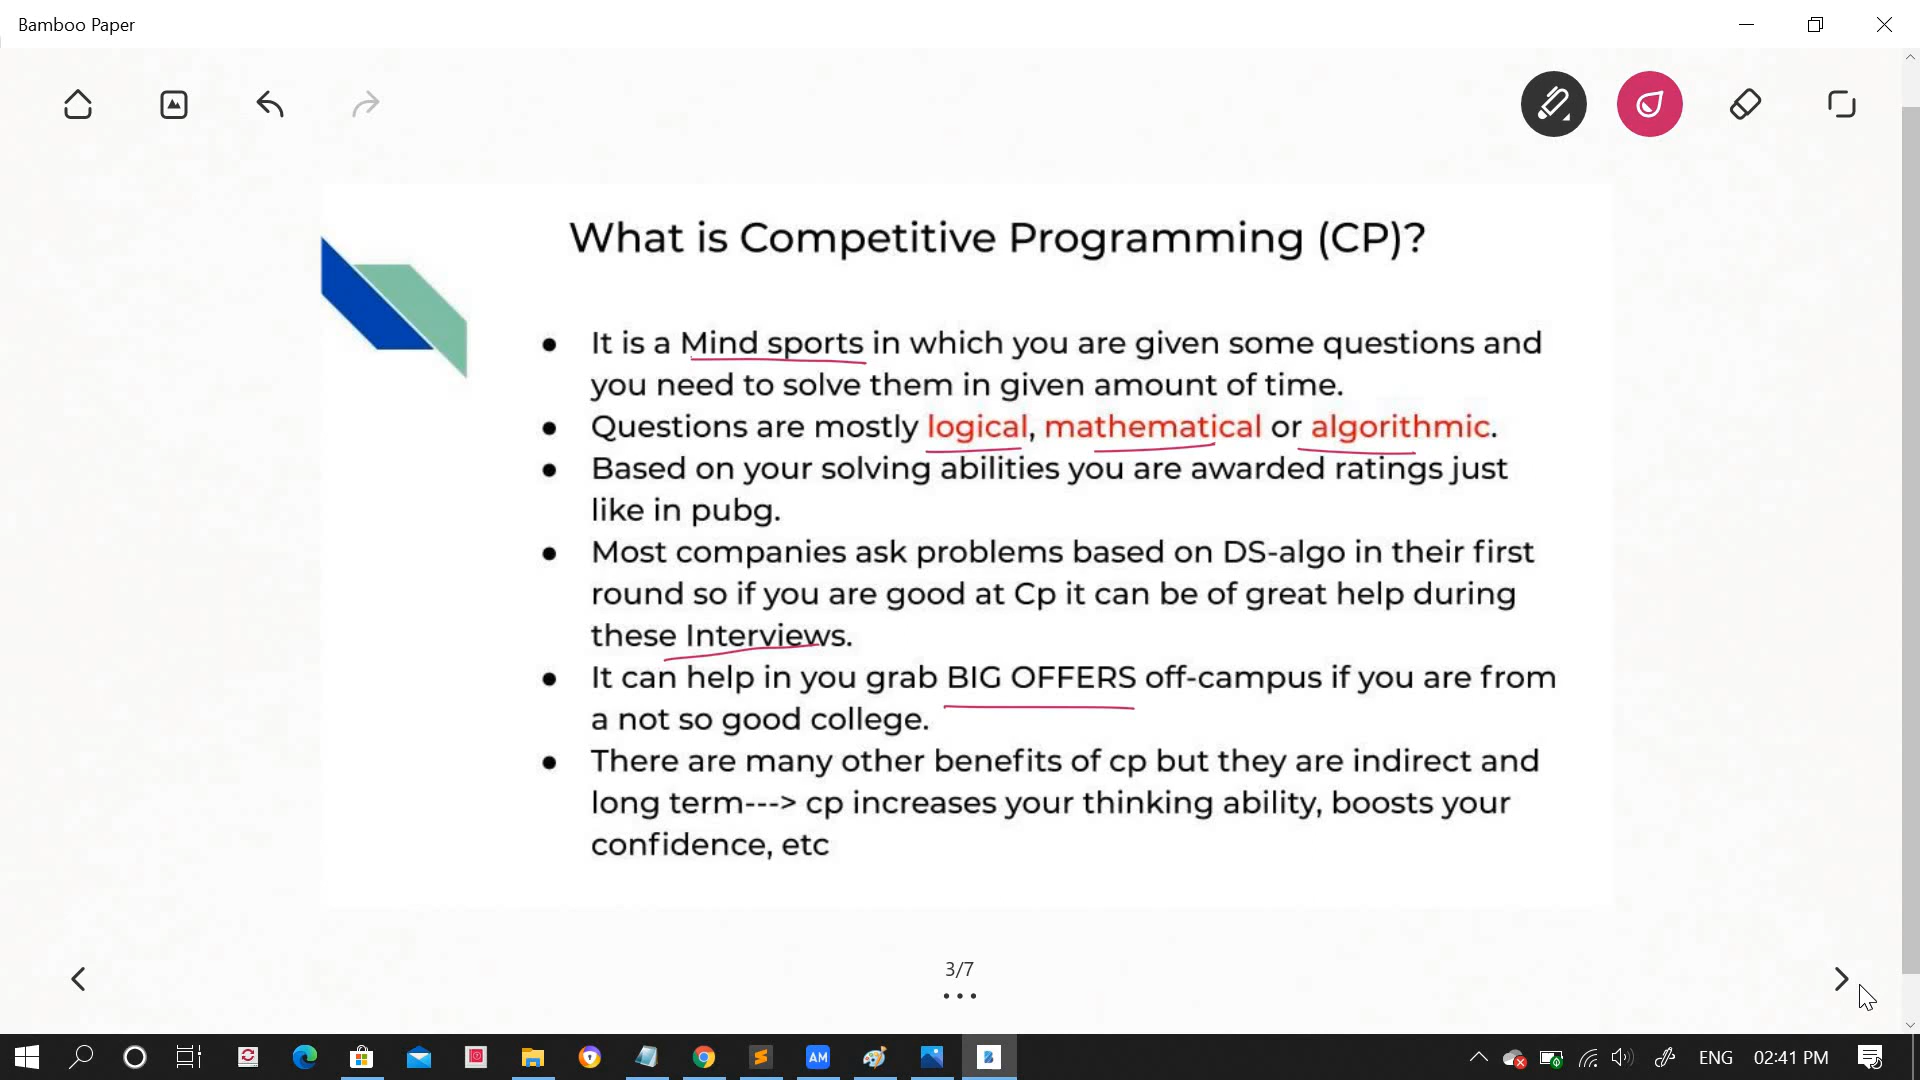 Bamboo Paper
What is Competitive Programming (CP)?
● It is a Mind sports in which you are given some questions and
you need to solve them in given amount of time.
● Questions are mostly logical, mathematical or algorithmic.
● Based on your solving abilities you are awarded ratings just
like in pubg.
● Most companies ask problems based on DS-algo in their first
round so if you are good at Cp it can be of great help during
these Interviews.
● It can help in you grab BIG OFFERS off-campus if you are from
a not so good college.
● There are many other benefits of cp but they are indirect and
long term---> cp increases your thinking ability, boosts your
confidence, etc
3/7
AM
ENG 02:41 PM